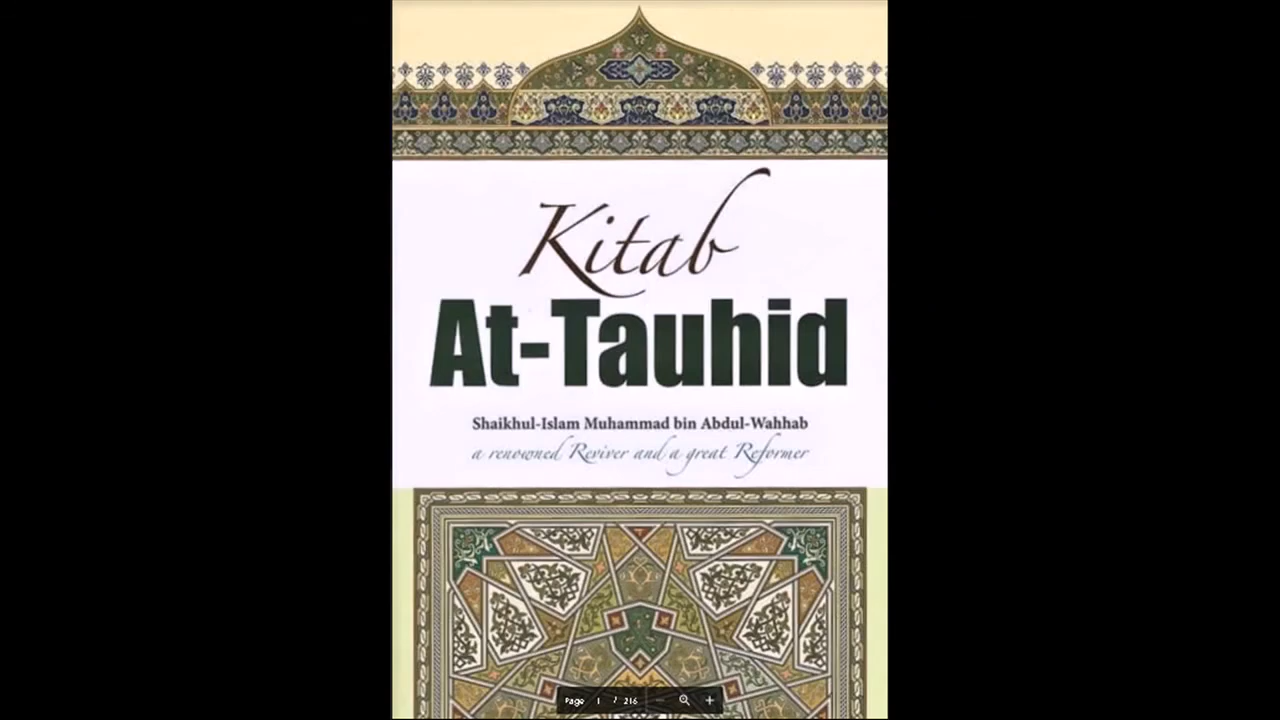 Kitab
At-Tauhid
Shaikhul-Islam Muhammad bin Abdul-Wahhab
a renowned Reviver and a great Reformer
Page 1 / 216